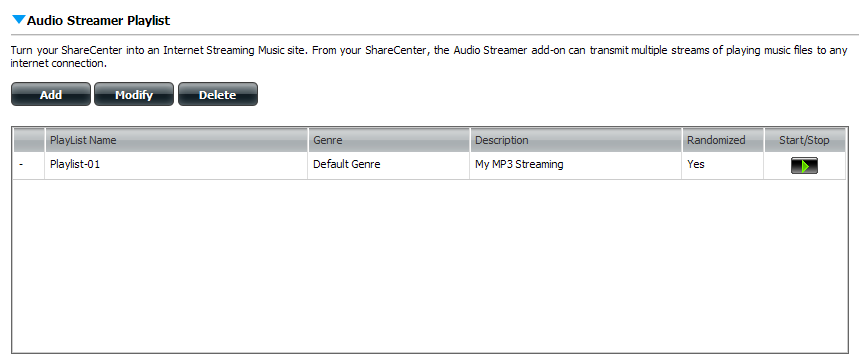 Audio Streamer Playlist
Turn your ShareCenter into an Internet Streaming Music site. From your ShareCenter, the Audio Streamer add-on can transmit multiple streams of playing music files to any
internet connection.
Add Modify Delete
PlayList Name Genre Description Randomized Start/Stop
- Playlist-01 Default Genre My MP3 Streaming Yes